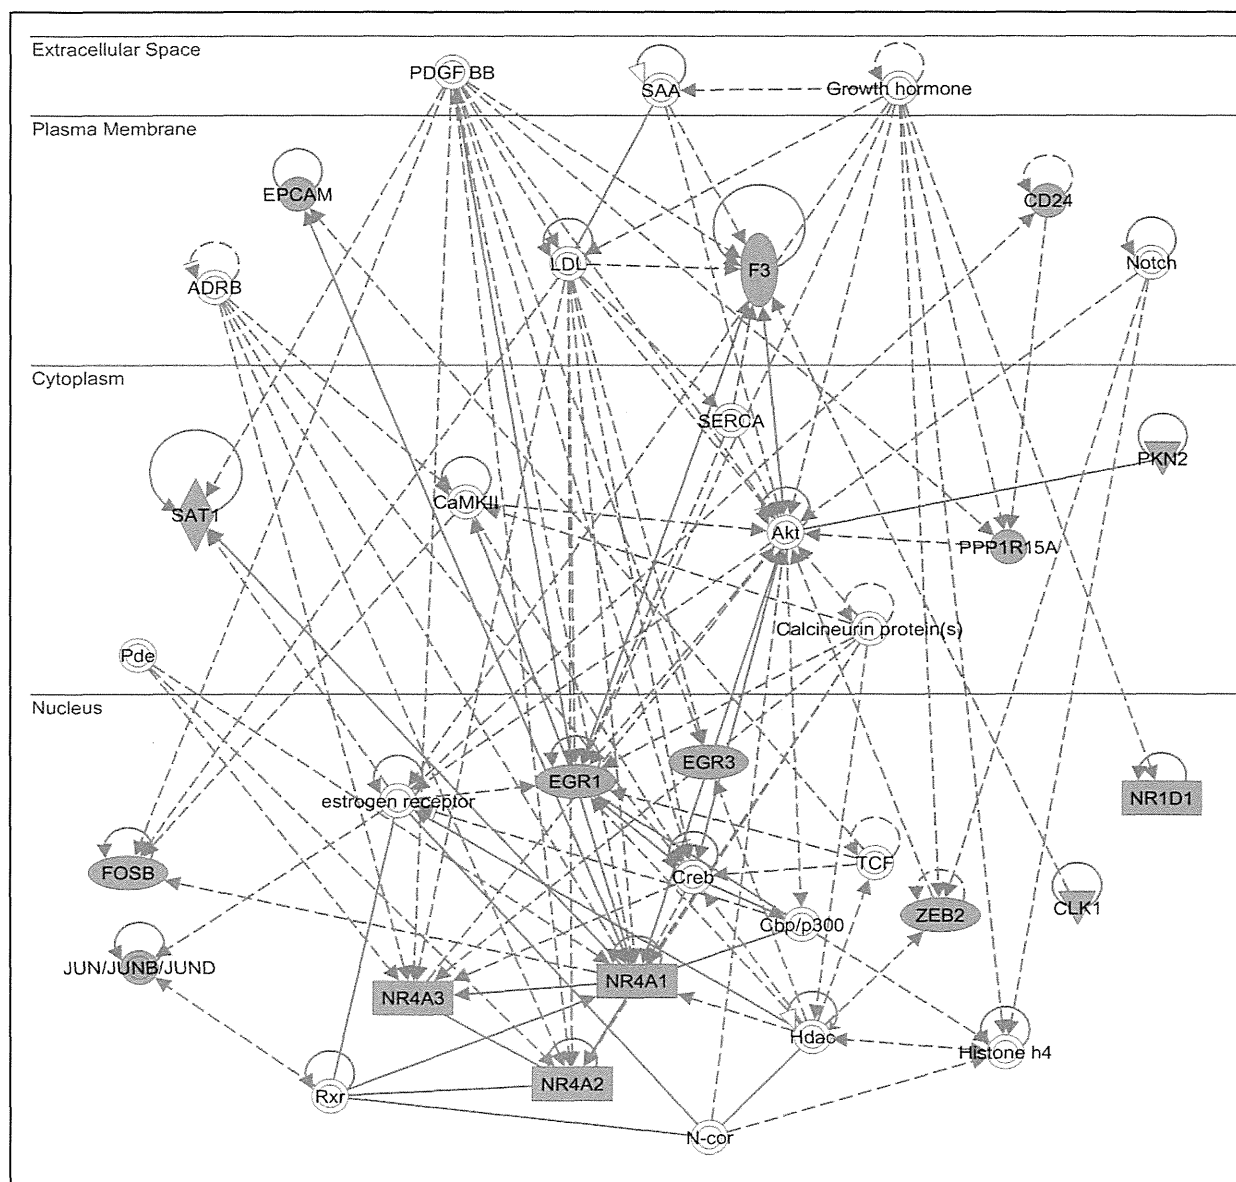 Extracellular Space
PDGF BB
SAA
Growth hormone
Plasma Membrane
EPCAM
CD24
LDL
F3
Notch
ADRB
Cytoplasm
SERCA
PKN2
SAT1
CaMKII
Akt
PPP1R15A
Calcineurin protein(s)
Pde
Nucleus
EGR1
EGR3
estrogen receptor
NR1D1
FOSB
Creb
TCF
Cbp/p300
ZEB2
CLK1
JUN/JUNB/JUND
NR4A3
NR4A1
Hdac
Histone h4
NR4A2
Rxr
N-cor